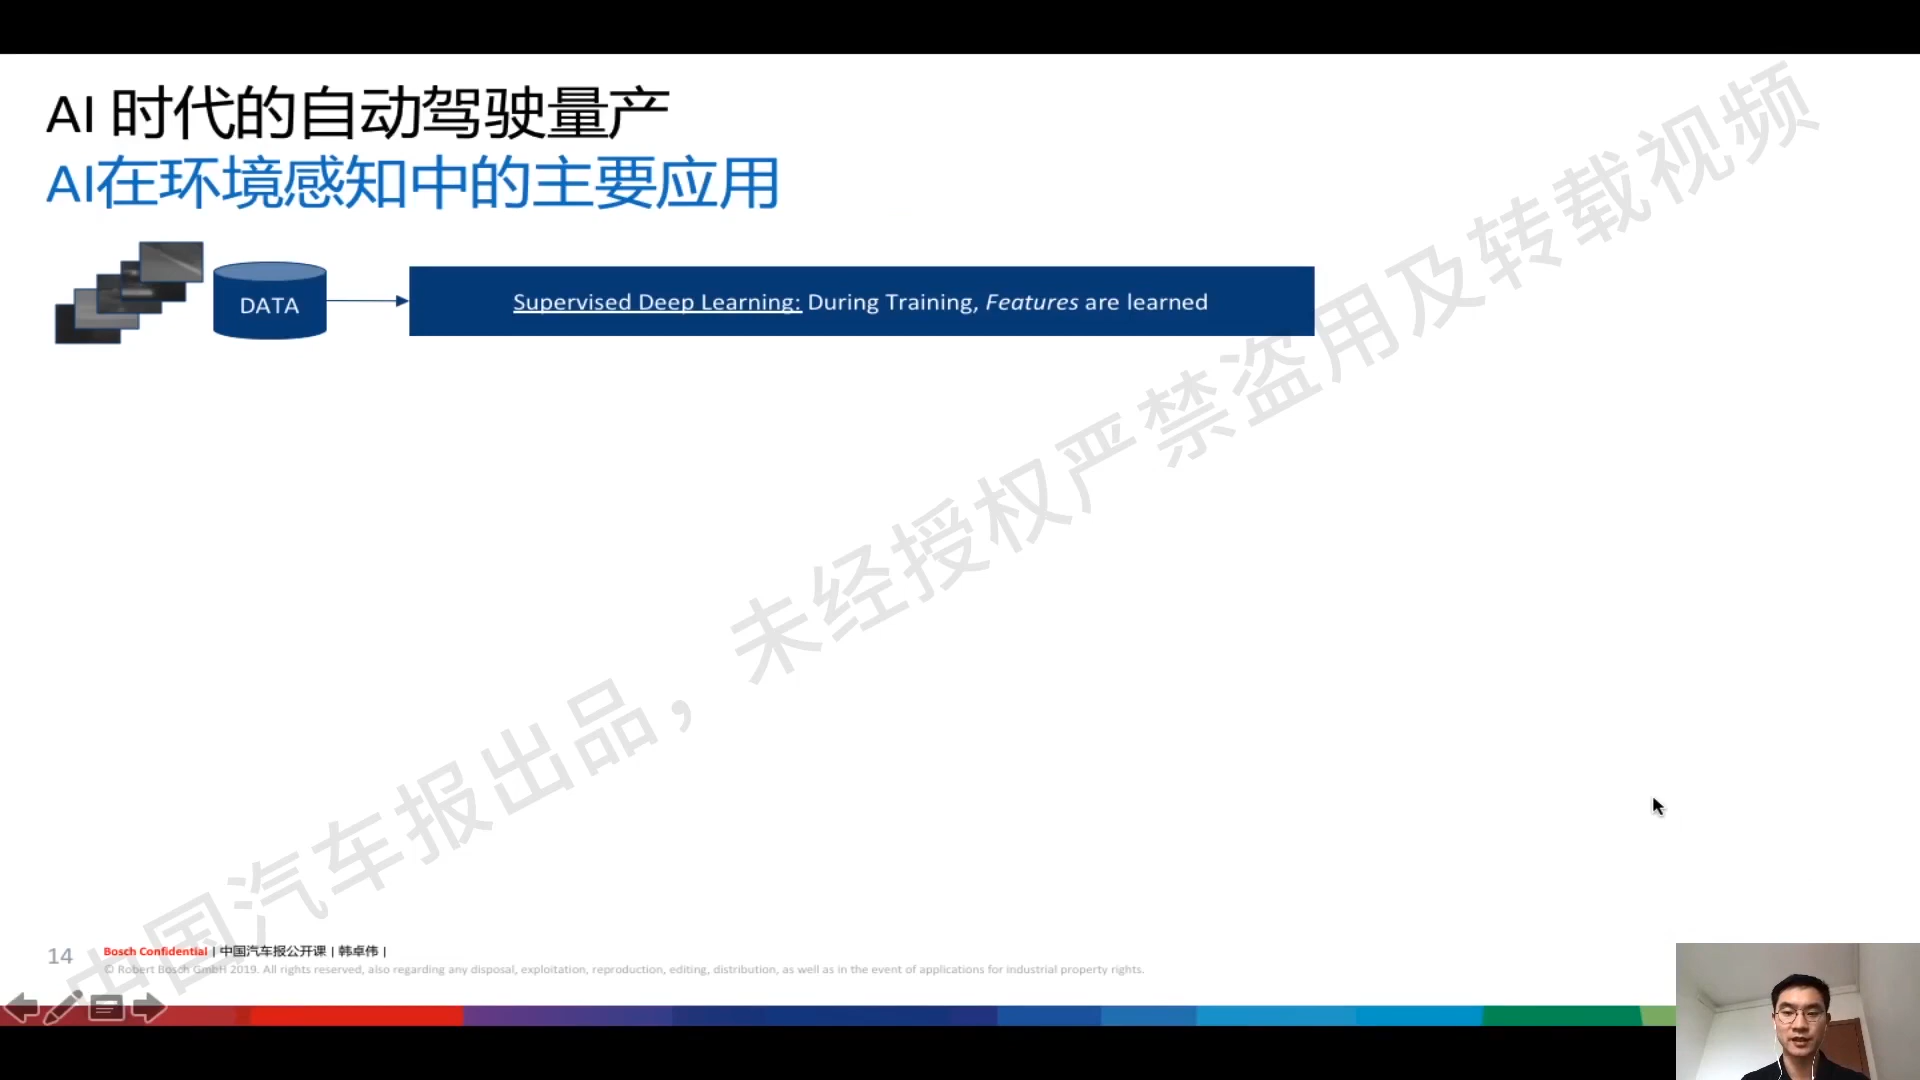 AI 时代的自动驾驶量产
AI在环境感知中的主要应用
DATA
Supervised Deep Learning: During Training, Features are learned
中国汽车报出品，未经授权严禁盗用及转载视频
14
Bosch Confidential | 中国汽车报公开课 | 韩卓伟 |
© Robert Bosch GmbH 2019. All rights reserved, also regarding any disposal, exploitation, reproduction, editing, distribution, as well as in the event of applications for industrial property rights.